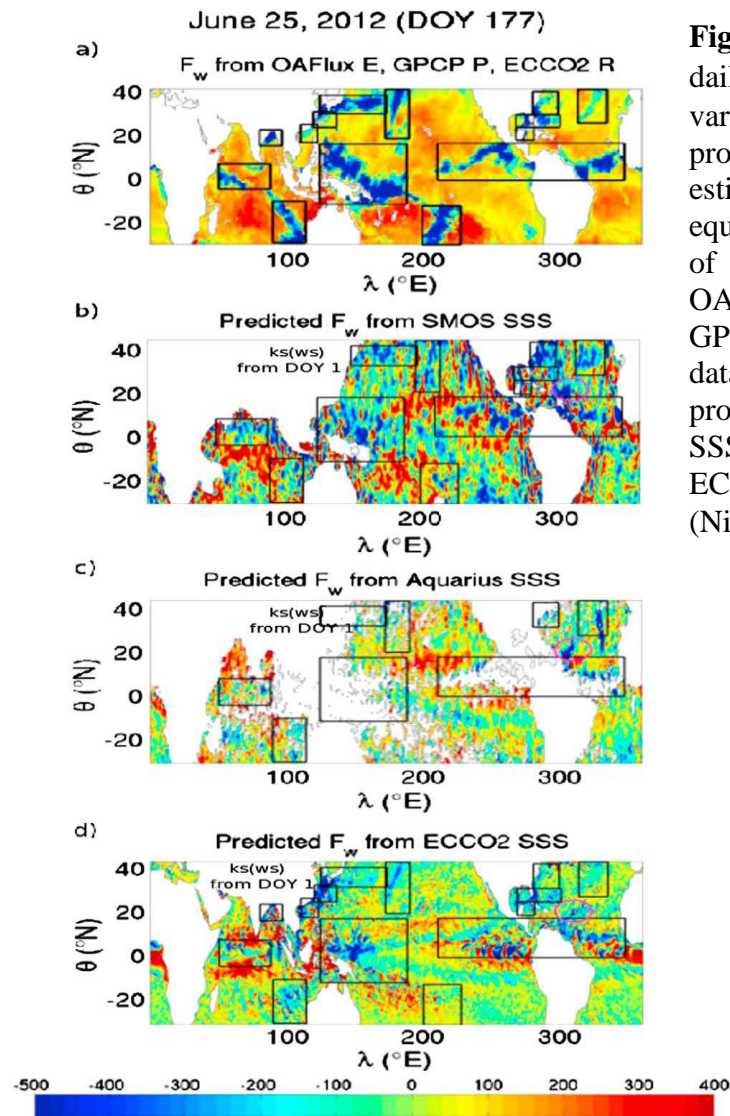 June 25, 2012 (DOY 177)
a)
F_w from OAFlux E, GPCP P, ECCO2 R
40
20
0
-20
θ (°N)
100 200 300
λ (°E)
b)
Predicted F_w from SMOS SSS
ks(ws)
from DOY 1
40
20
0
-20
θ (°N)
100 200 300
λ (°E)
c)
Predicted F_w from Aquarius SSS
ks(ws)
from DOY 1
40
20
0
-20
θ (°N)
100 200 300
λ (°E)
d)
Predicted F_w from ECCO2 SSS
ks(ws)
from DOY 1
40
20
0
-20
θ (°N)
100 200 300
λ (°E)
-500 -400 -300 -200 -100 0 100 200 300 400
Fig
dail
var
pro
esti
equ
of
OA
GP
data
pro
SSS
EC
(Ni